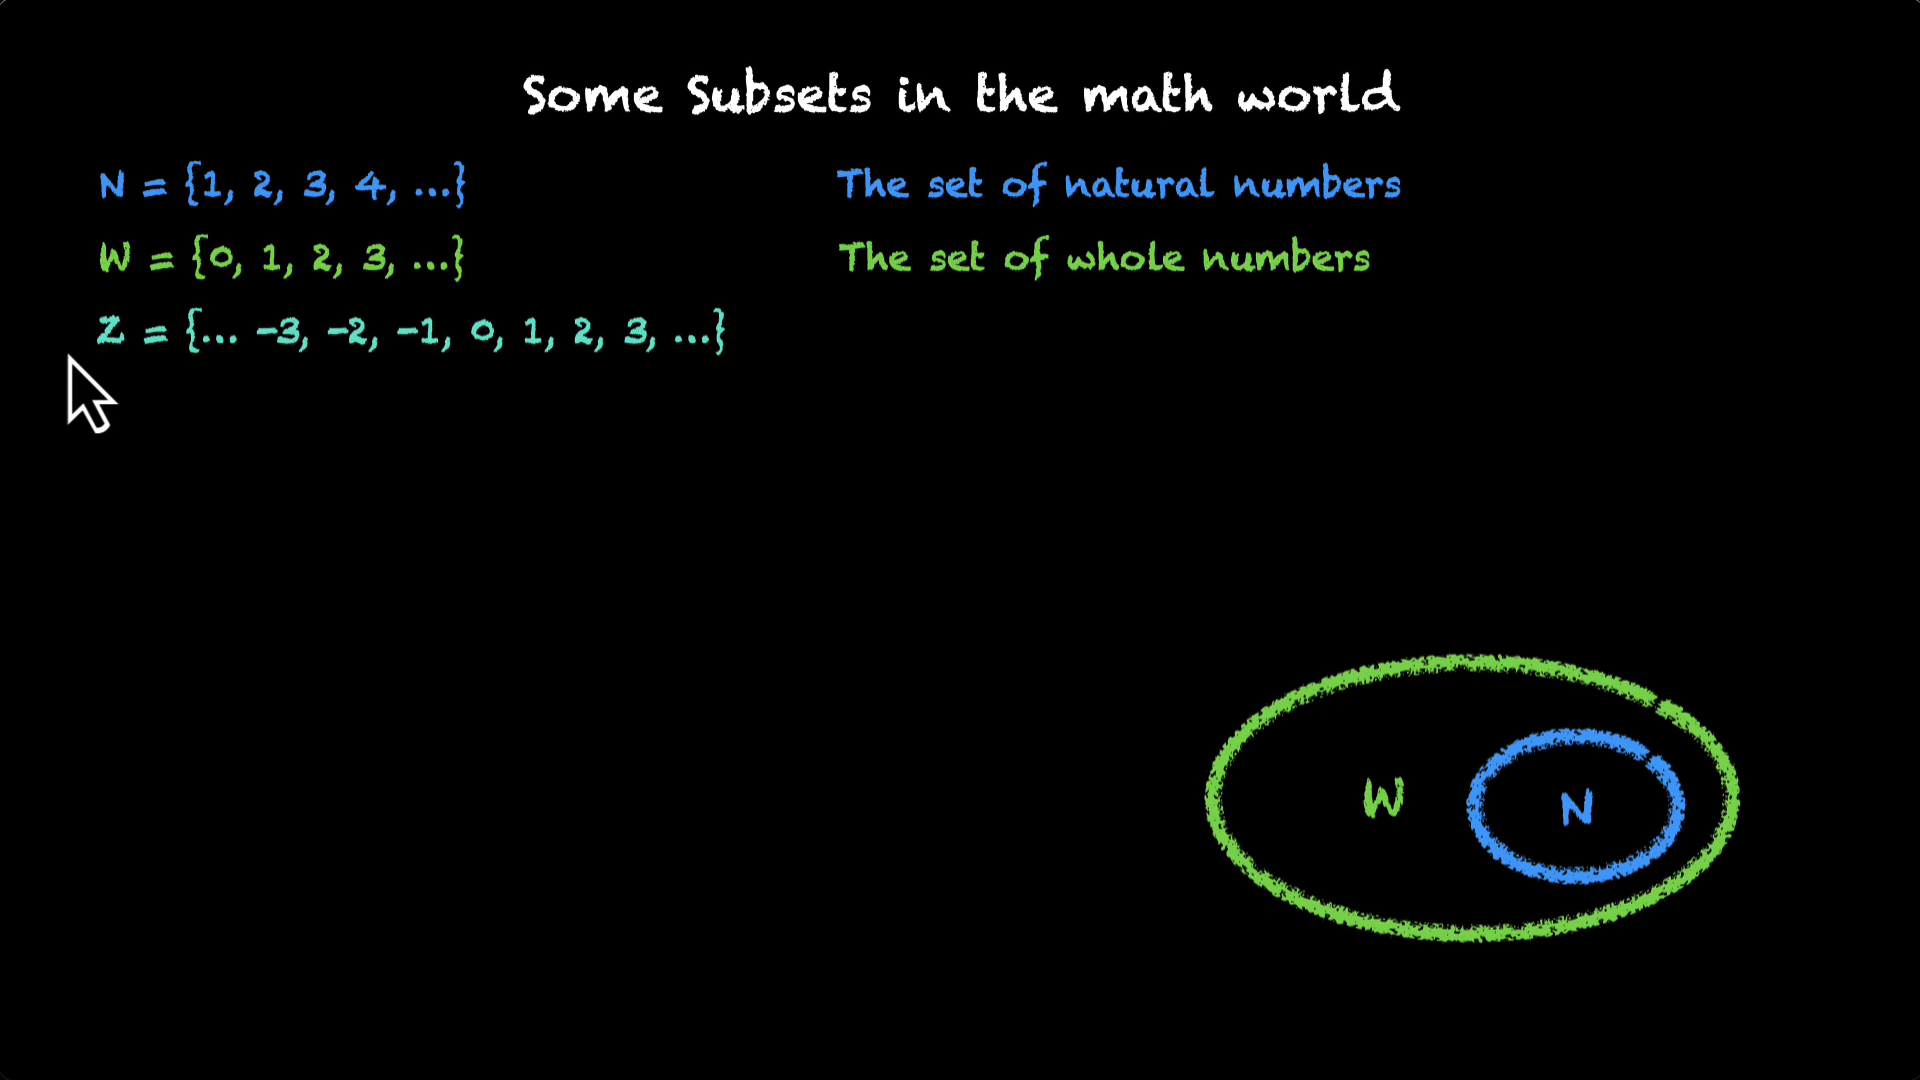 Some Subsets in the math world
N = {1, 2, 3, 4, ...}
The set of natural numbers
W = {0, 1, 2, 3, ...}
The set of whole numbers
Z = {... -3, -2, -1, 0, 1, 2, 3, ...}
W
N